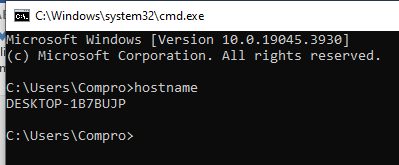 C:\Windows\system32\cmd.exe
Microsoft Windows [Version 10.0.19045.3930]
(c) Microsoft Corporation. All rights reserved.
C:\Users\Compro>hostname
DESKTOP-1B7BUJP
C:\Users\Compro>